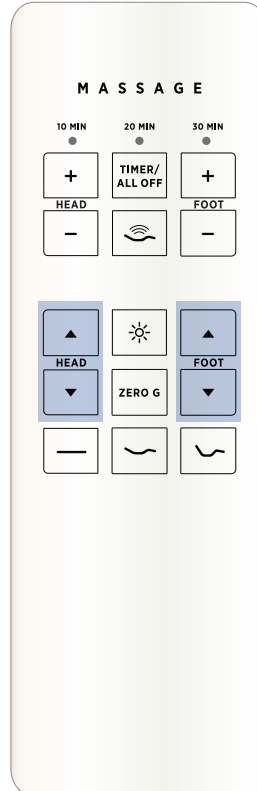 MASSAGE
10 MIN 20 MIN 30 MIN
+ TIMER/ +
ALL OFF
HEAD FOOT
− −
HEAD FOOT
ZERO G